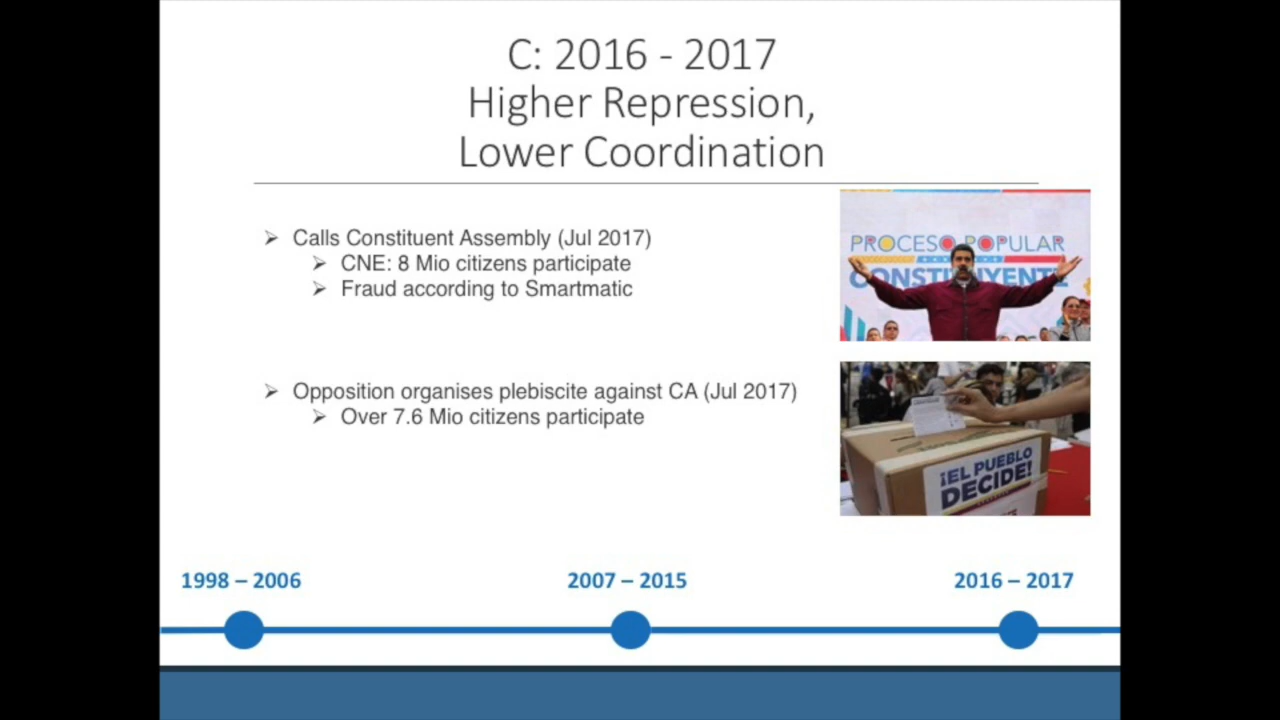 C: 2016 - 2017
Higher Repression,
Lower Coordination
➢ Calls Constituent Assembly (Jul 2017)
➢ CNE: 8 Mio citizens participate
➢ Fraud according to Smartmatic
PROCESO POPULAR
CONSTITUYENTE
➢ Opposition organises plebiscite against CA (Jul 2017)
➢ Over 7.6 Mio citizens participate
¡EL PUEBLO
DECIDE!
1998 – 2006
2007 – 2015
2016 – 2017